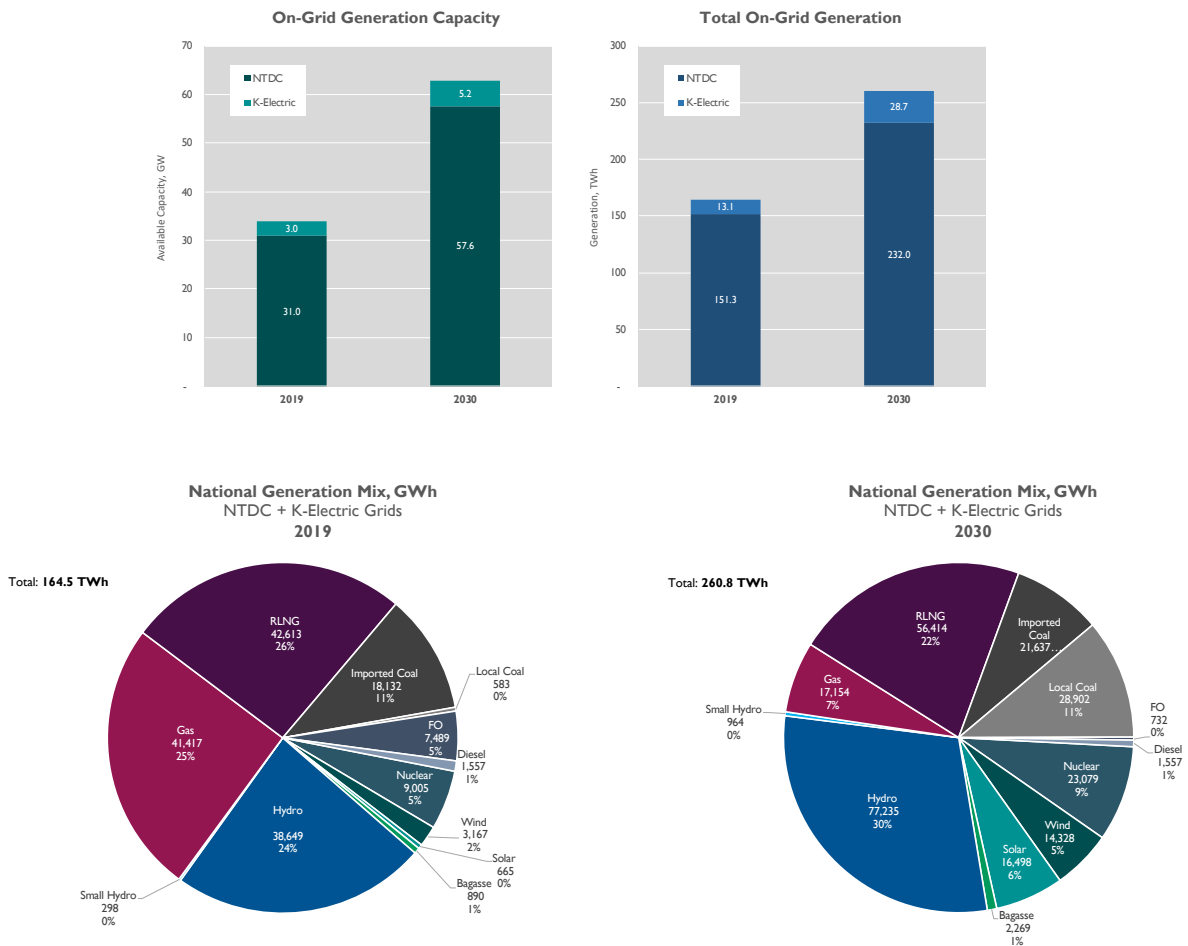 On-Grid Generation Capacity
70
60
50
40
30
20
10
-
Available Capacity, GW
NTDC
K-Electric
3.0
31.0
5.2
57.6
2019
2030
Total On-Grid Generation
300
250
200
150
100
50
-
Generation, TWh
NTDC
K-Electric
13.1
151.3
28.7
232.0
2019
2030
National Generation Mix, GWh
NTDC + K-Electric Grids
2019
Total: 164.5 TWh
RLNG
42,613
26%
Imported Coal
18,132
11%
Local Coal
583
0%
FO
7,489
5%
Diesel
1,557
1%
Nuclear
9,005
5%
Wind
3,167
2%
Solar
665
0%
Bagasse
890
1%
Hydro
38,649
24%
Small Hydro
298
0%
Gas
41,417
25%
National Generation Mix, GWh
NTDC + K-Electric Grids
2030
Total: 260.8 TWh
RLNG
56,414
22%
Imported
Coal
21,637...
Local Coal
28,902
11%
FO
732
0%
Diesel
1,557
1%
Nuclear
23,079
9%
Wind
14,328
5%
Solar
16,498
6%
Bagasse
2,269
1%
Hydro
77,235
30%
Small Hydro
964
0%
Gas
17,154
7%